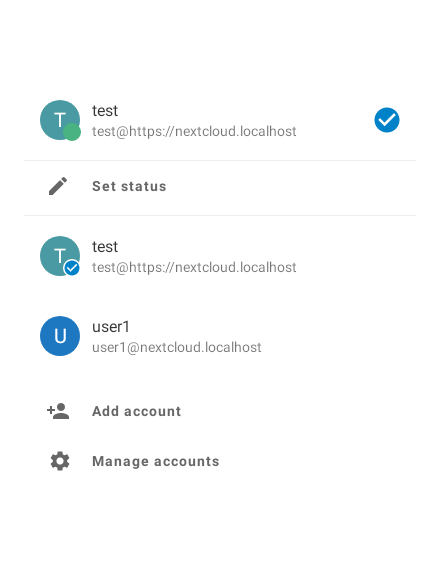 T
test
test@https://nextcloud.localhost
Set status
T
test
test@https://nextcloud.localhost
U
user1
user1@nextcloud.localhost
Add account
Manage accounts